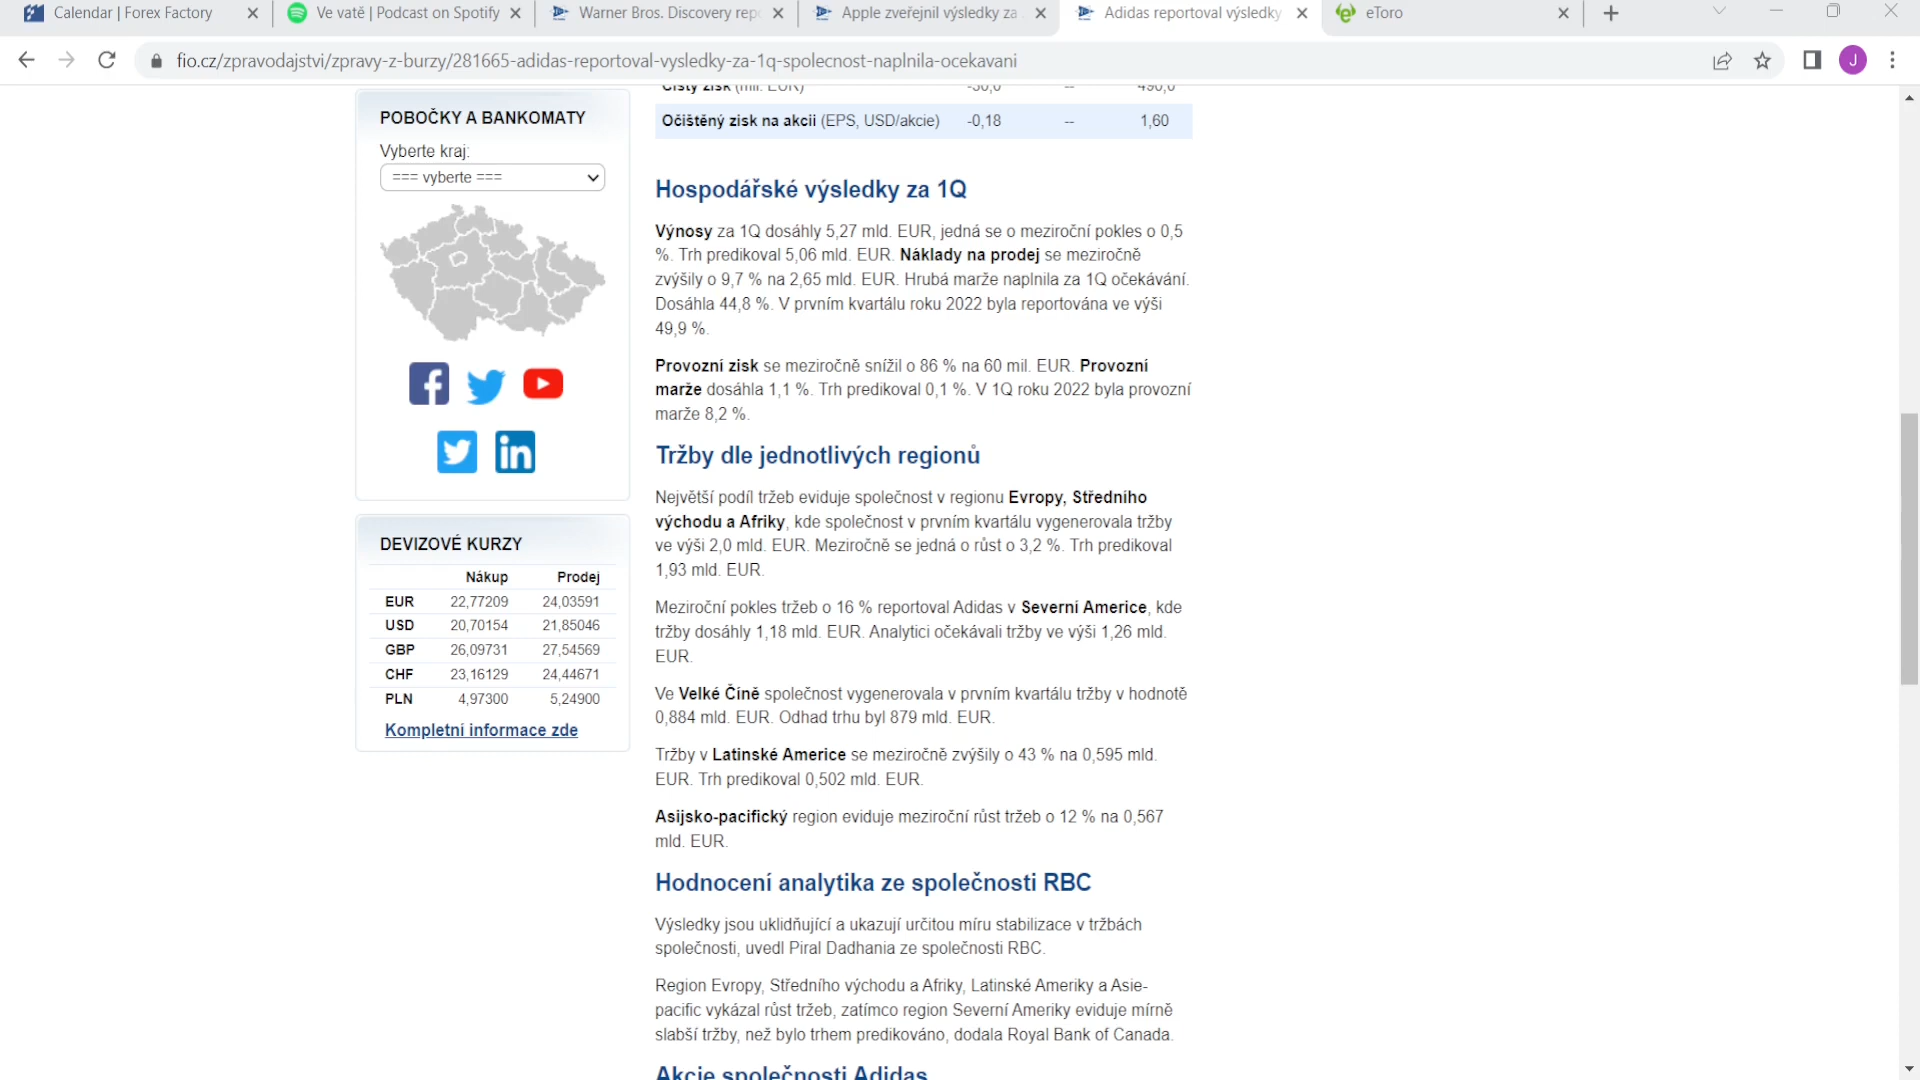 Calendar | Forex Factory
Ve vatě | Podcast on Spotify
Warner Bros. Discovery repo
Apple zveřejnil výsledky za
Adidas reportoval výsledky
eToro
fio.cz/zpravodajstvi/zpravy-z-burzy/281665-adidas-reportoval-vysledky-za-1q-spolecnost-naplnila-ocekavani
J
POBOČKY A BANKOMATY
Vyberte kraj:
=== vyberte ===
DEVIZOVÉ KURZY
Nákup Prodej
EUR 22,77209 24,03591
USD 20,70154 21,85046
GBP 26,09731 27,54569
CHF 23,16129 24,44671
PLN 4,97300 5,24900
Kompletní informace zde
Čistý zisk (mil. EUR) -30,0 -- 490,0
Očištěný zisk na akcii (EPS, USD/akcie) -0,18 -- 1,60
Hospodářské výsledky za 1Q
Výnosy za 1Q dosáhly 5,27 mld. EUR, jedná se o meziroční pokles o 0,5
%. Trh predikoval 5,06 mld. EUR. Náklady na prodej se meziročně
zvýšily o 9,7 % na 2,65 mld. EUR. Hrubá marže naplnila za 1Q očekávání.
Dosáhla 44,8 %. V prvním kvartálu roku 2022 byla reportována ve výši
49,9 %.
Provozní zisk se meziročně snížil o 86 % na 60 mil. EUR. Provozní
marže dosáhla 1,1 %. Trh predikoval 0,1 %. V 1Q roku 2022 byla provozní
marže 8,2 %.
Tržby dle jednotlivých regionů
Největší podíl tržeb eviduje společnost v regionu Evropy, Středního
východu a Afriky, kde společnost v prvním kvartálu vygenerovala tržby
ve výši 2,0 mld. EUR. Meziročně se jedná o růst o 3,2 %. Trh predikoval
1,93 mld. EUR.
Meziroční pokles tržeb o 16 % reportoval Adidas v Severní Americe, kde
tržby dosáhly 1,18 mld. EUR. Analytici očekávali tržby ve výši 1,26 mld.
EUR.
Ve Velké Číně společnost vygenerovala v prvním kvartálu tržby v hodnotě
0,884 mld. EUR. Odhad trhu byl 879 mld. EUR.
Tržby v Latinské Americe se meziročně zvýšily o 43 % na 0,595 mld.
EUR. Trh predikoval 0,502 mld. EUR.
Asijsko-pacifický region eviduje meziroční růst tržeb o 12 % na 0,567
mld. EUR.
Hodnocení analytika ze společnosti RBC
Výsledky jsou uklidňující a ukazují určitou míru stabilizace v tržbách
společnosti, uvedl Piral Dadhania ze společnosti RBC.
Region Evropy, Středního východu a Afriky, Latinské Ameriky a Asie-
pacific vykázal růst tržeb, zatímco region Severní Ameriky eviduje mírně
slabší tržby, než bylo trhem predikováno, dodala Royal Bank of Canada.
Akcie společnosti Adidas